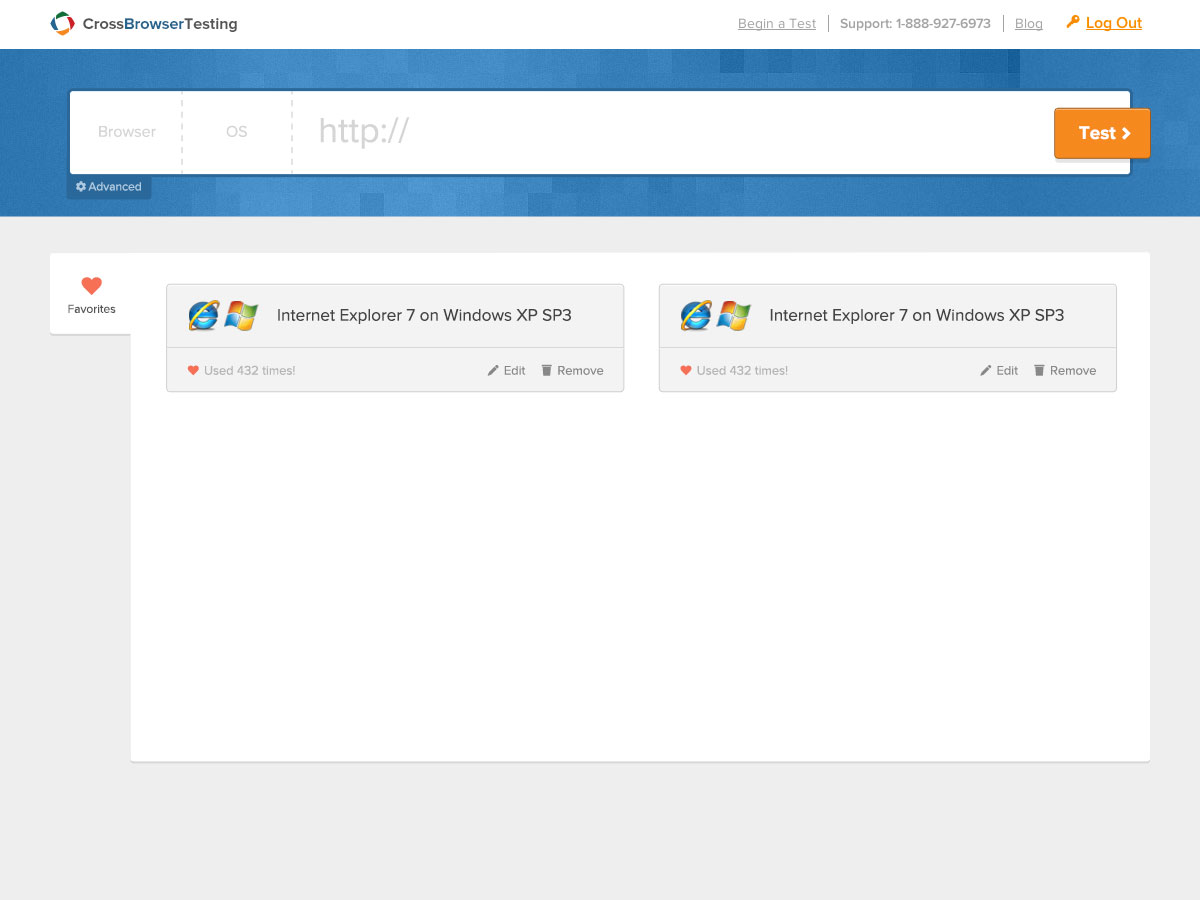 CrossBrowserTesting
Begin a Test
Support: 1-888-927-6973
Blog
Log Out
Browser
OS
http://
Test
Advanced
Favorites
Internet Explorer 7 on Windows XP SP3
Used 432 times!
Edit
Remove
Internet Explorer 7 on Windows XP SP3
Used 432 times!
Edit
Remove